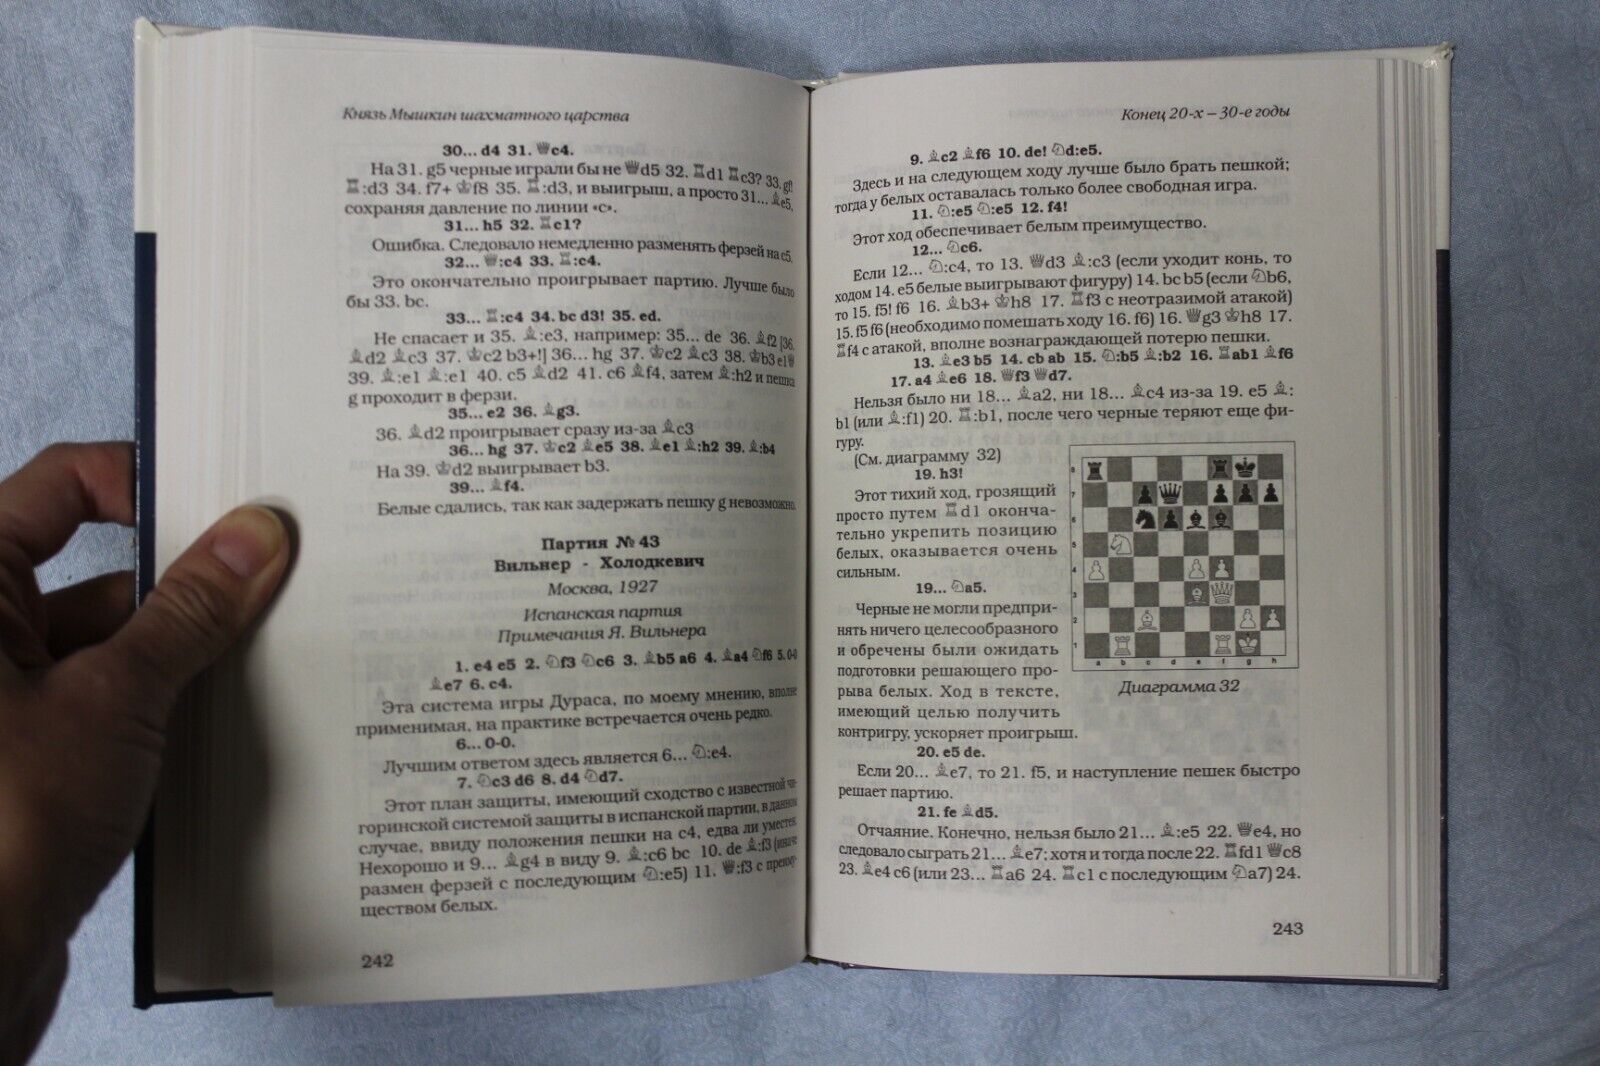 Князь Мышкин шахматного царства
30... d4 31. ♕c4.
На 31. g5 черные играли бы не ♕d5 32. ♖d1 ♖c3? 33. gf!
♖:d3 34. f7+ ♔f8 35. ♖:d3, и выигрыш, а просто 31... ♗e5,
сохраняя давление по линии «с».
31... h5 32. ♖c1?
Ошибка. Следовало немедленно разменять ферзей на c5.
32... ♕:c4 33. ♖:c4.
Это окончательно проигрывает партию. Лучше было
бы 33. bc.
33... ♖:c4 34. bc d3! 35. ed.
Не спасает и 35. ♗:e3, например: 35... de 36. ♗f2 [36.
♗d2 ♗c3 37. ♔c2 b3+!] 36... hg 37. ♔c2 ♗c3 38. ♔b3 e1♕
39. ♗:e1 ♗:e1 40. c5 ♗d2 41. c6 ♗f4, затем ♗:h2 и пешка
g проходит в ферзи.
35... e2 36. ♗g3.
36. ♗d2 проигрывает сразу из-за ♗c3
36... hg 37. ♔c2 ♗e5 38. ♗e1 ♗:h2 39. ♗:b4
На 39. ♔d2 выигрывает b3.
39... ♗f4.
Белые сдались, так как задержать пешку g невозможно.
Партия № 43
Вильнер - Холодкевич
Москва, 1927
Испанская партия
Примечания Я. Вильнера
1. e4 e5 2. ♘f3 ♘c6 3. ♗b5 a6 4. ♗a4 ♘f6 5. 0-0
♗e7 6. c4.
Эта система игры Дураса, по моему мнению, вполне
применимая, на практике встречается очень редко.
6... 0-0.
Лучшим ответом здесь является 6... ♘:e4.
7. ♘c3 d6 8. d4 ♘d7.
Этот план защиты, имеющий сходство с известной чи-
горинской системой защиты в испанской партии, в данном
случае, ввиду положения пешки на c4, едва ли уместен.
Нехорошо и 9... ♗g4 в виду 9. ♗:c6 bc 10. de ♗:f3 (иначе
размен ферзей с последующим ♘:e5) 11. ♕:f3 с преиму-
ществом белых.
242
Конец 20-х – 30-е годы
9. ♗c2 ♗f6 10. de! ♘d:e5.
Здесь и на следующем ходу лучше было брать пешкой;
тогда у белых оставалась только более свободная игра.
11. ♘:e5 ♘:e5 12. f4!
Этот ход обеспечивает белым преимущество.
12... ♘c6.
Если 12... ♘:c4, то 13. ♕d3 ♗:c3 (если уходит конь, то
ходом 14. e5 белые выигрывают фигуру) 14. bc b5 (если ♘b6,
то 15. f5! f6 16. ♗b3+ ♔h8 17. ♖f3 с неотразимой атакой)
15. f5 f6 (необходимо помешать ходу 16. f6) 16. ♕g3 ♔h8 17.
♖f4 с атакой, вполне вознаграждающей потерю пешки.
13. ♗e3 b5 14. cb ab 15. ♘:b5 ♗:b2 16. ♖ab1 ♗f6
17. a4 ♗e6 18. ♕f3 ♕d7.
Нельзя было ни 18... ♗a2, ни 18... ♗c4 из-за 19. e5 ♗:
b1 (или ♗:f1) 20. ♖:b1, после чего черные теряют еще фи-
гуру.
(См. диаграмму 32)
19. h3!
Этот тихий ход, грозящий
просто путем ♖d1 оконча-
тельно укрепить позицию
белых, оказывается очень
сильным.
19... ♘a5.
Черные не могли предпри-
нять ничего целесообразного
и обречены были ожидать
подготовки решающего про-
рыва белых. Ход в тексте,
имеющий целью получить
контригру, ускоряет проигрыш.
8
7
6
5
4
3
2
1
a b c d e f g h
Диаграмма 32
20. e5 de.
Если 20... ♗e7, то 21. f5, и наступление пешек быстро
решает партию.
21. fe ♗d5.
Отчаяние. Конечно, нельзя было 21... ♗:e5 22. ♕e4, но
следовало сыграть 21... ♗e7; хотя и тогда после 22. ♖fd1 ♕c8
23. ♗e4 c6 (или 23... ♖a6 24. ♖c1 с последующим ♘a7) 24.
243